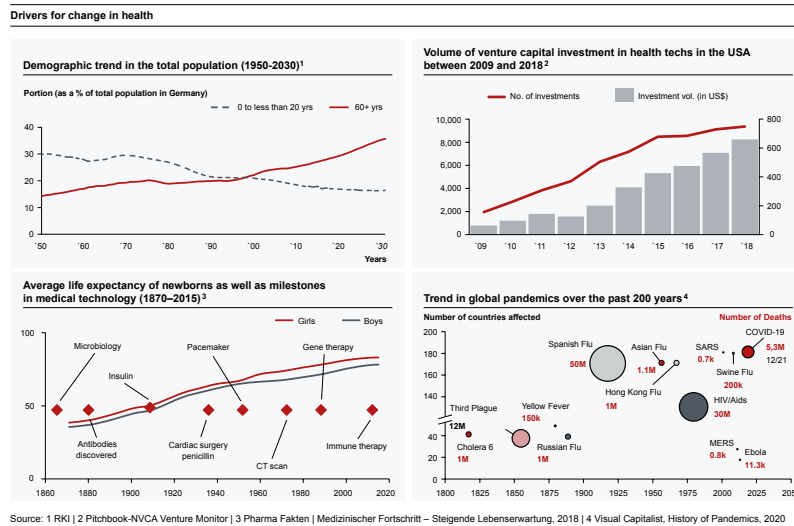 Drivers for change in health
Demographic trend in the total population (1950-2030)¹
Portion (as a % of total population in Germany)
0 to less than 20 yrs
60+ yrs
40
30
20
10
0
`50
`60
`70
`80
`90
`00
`10
`20
`30
Years
Volume of venture capital investment in health techs in the USA
between 2009 and 2018²
No. of investments
Investment vol. (in US$)
10,000
8,000
6,000
4,000
2,000
0
800
600
400
200
0
`09
`10
`11
`12
`13
`14
`15
`16
`17
`18
Average life expectancy of newborns as well as milestones
in medical technology (1870–2015)³
Girls
Boys
100
50
0
Microbiology
Insulin
Pacemaker
Gene therapy
Antibodies
discovered
Cardiac surgery
penicillin
CT scan
Immune therapy
1860
1880
1900
1920
1940
1960
1980
2000
2020
Trend in global pandemics over the past 200 years⁴
Number of countries affected
Number of Deaths
200
180
160
140
40
20
0
Spanish Flu
50M
Asian Flu
1.1M
Hong Kong Flu
1M
SARS
0.7k
Swine Flu
200k
COVID-19
5,3M
12/21
HIV/Aids
30M
Third Plague
12M
Yellow Fever
150k
Cholera 6
1M
Russian Flu
1M
MERS
0.8k
Ebola
11.3k
1800
1825
1850
1875
1900
1925
1950
1975
2000
2025
205
Source: 1 RKI | 2 Pitchbook-NVCA Venture Monitor | 3 Pharma Fakten | Medizinischer Fortschritt – Steigende Lebenserwartung, 2018 | 4 Visual Capitalist, History of Pandemics, 2020